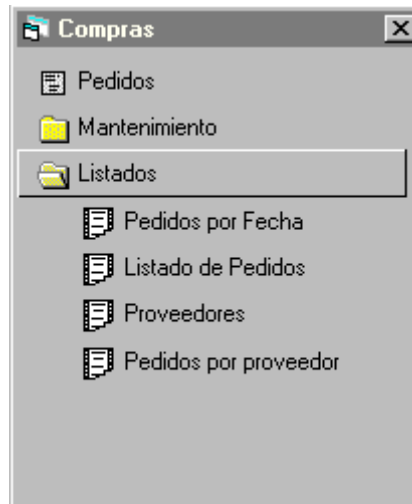 Compras
Pedidos
Mantenimiento
Listados
Pedidos por Fecha
Listado de Pedidos
Proveedores
Pedidos por proveedor